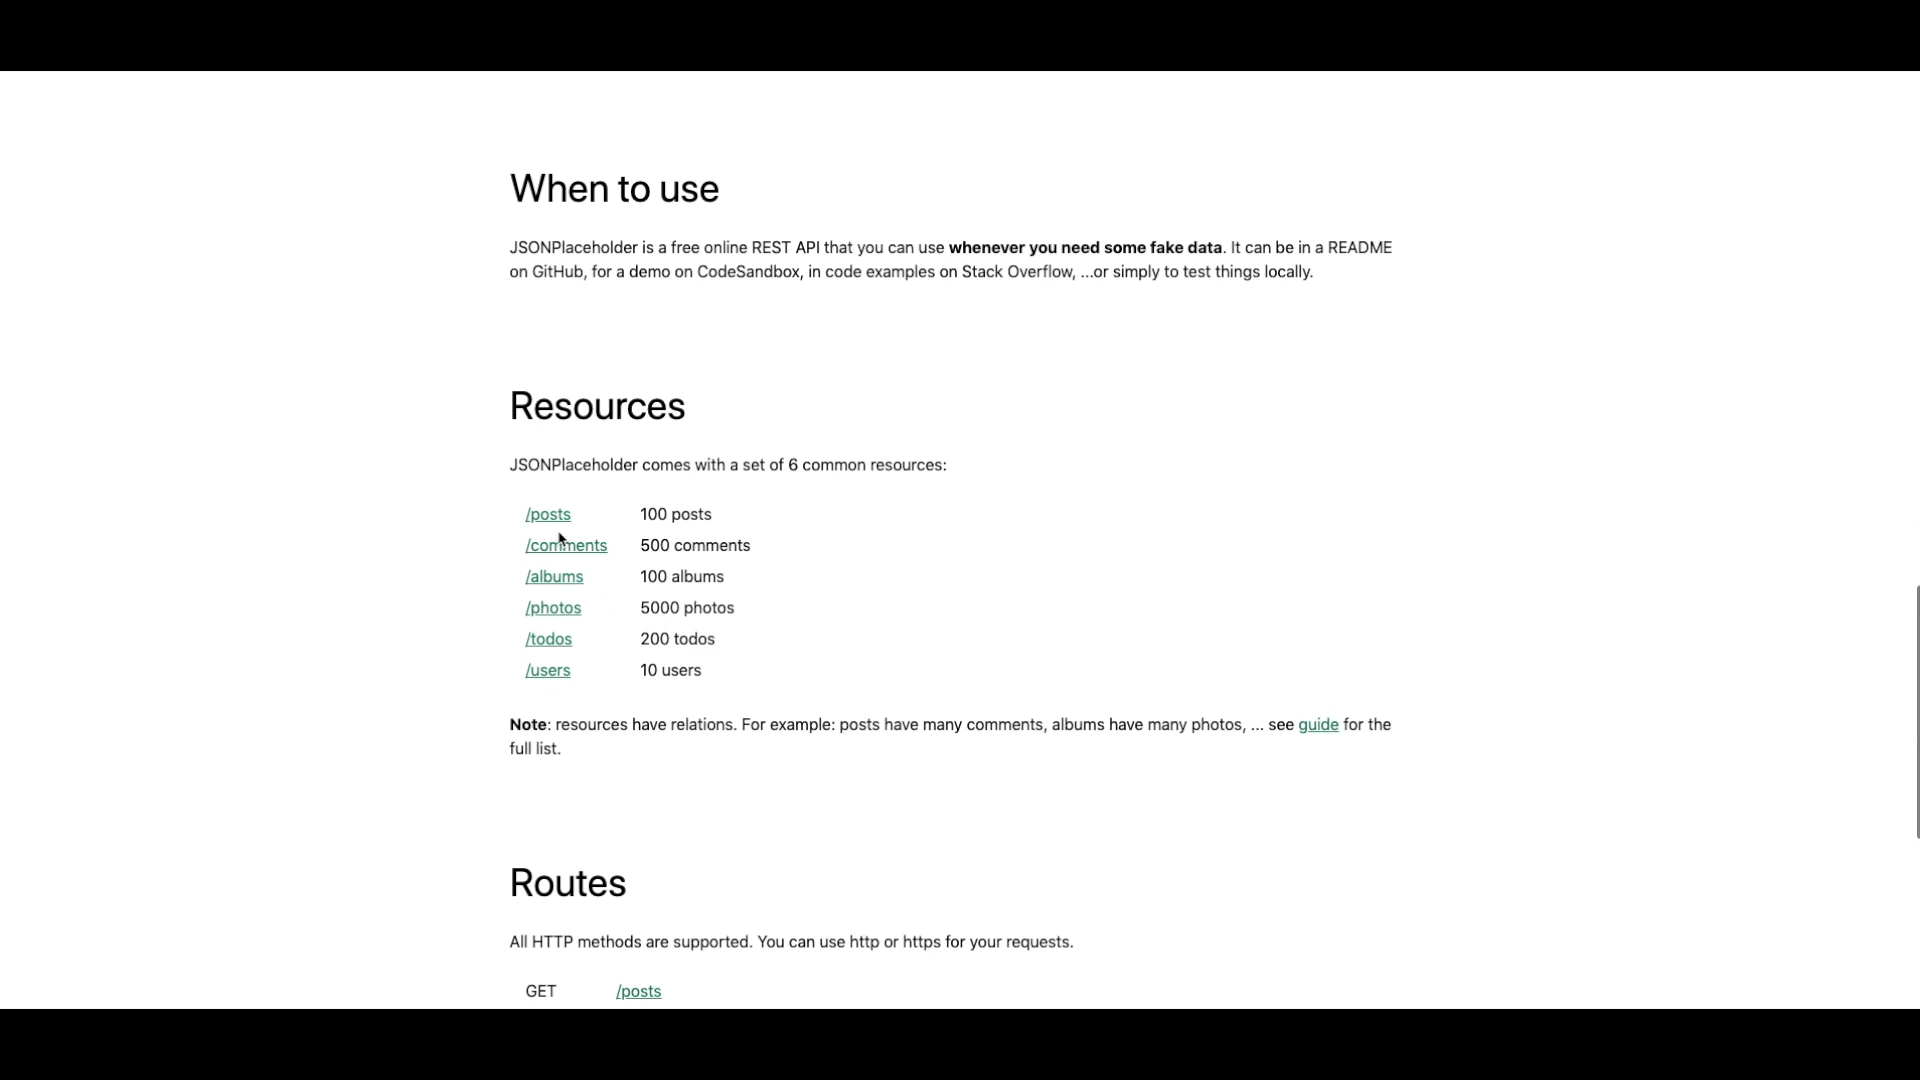 When to use
JSONPlaceholder is a free online REST API that you can use whenever you need some fake data. It can be in a README
on GitHub, for a demo on CodeSandbox, in code examples on Stack Overflow, ...or simply to test things locally.
Resources
JSONPlaceholder comes with a set of 6 common resources:
/posts 100 posts
/comments 500 comments
/albums 100 albums
/photos 5000 photos
/todos 200 todos
/users 10 users
Note: resources have relations. For example: posts have many comments, albums have many photos, ... see guide for the
full list.
Routes
All HTTP methods are supported. You can use http or https for your requests.
GET /posts